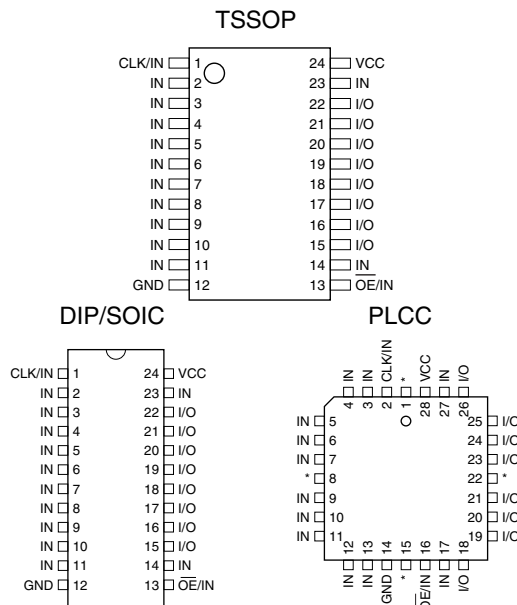 TSSOP
CLK/IN 1 24 VCC
IN 2 23 IN
IN 3 22 I/O
IN 4 21 I/O
IN 5 20 I/O
IN 6 19 I/O
IN 7 18 I/O
IN 8 17 I/O
IN 9 16 I/O
IN 10 15 I/O
IN 11 14 IN
GND 12 13 O̅E̅/IN
DIP/SOIC
CLK/IN 1 24 VCC
IN 2 23 IN
IN 3 22 I/O
IN 4 21 I/O
IN 5 20 I/O
IN 6 19 I/O
IN 7 18 I/O
IN 8 17 I/O
IN 9 16 I/O
IN 10 15 I/O
IN 11 14 IN
GND 12 13 O̅E̅/IN
PLCC
IN IN CLK/IN * VCC IN I/O
4 3 2 1 28 27 26
IN 5 25 I/O
IN 6 24 I/O
IN 7 23 I/O
* 8 22 *
IN 9 21 I/O
IN 10 20 I/O
IN 11 19 I/O
12 13 14 15 16 17 18
IN IN GND * O̅E̅/IN IN I/O